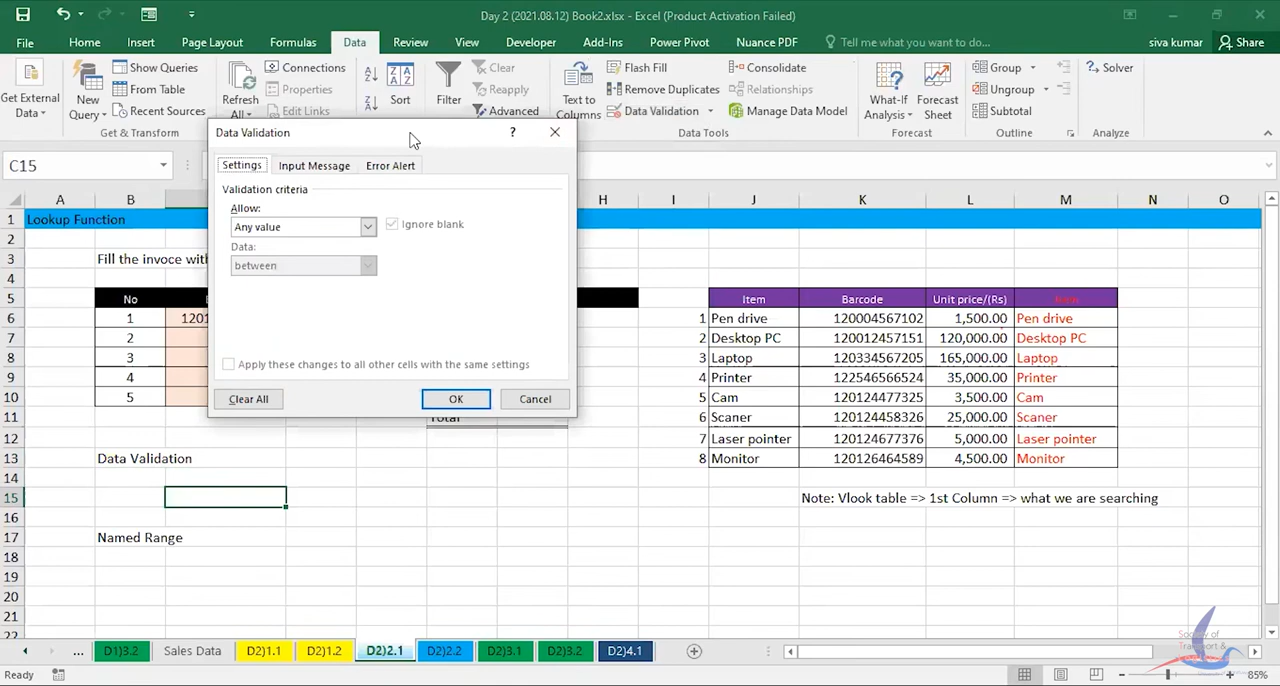 Day 2 (2021.08.12) Book2.xlsx - Excel (Product Activation Failed)
File Home Insert Page Layout Formulas Data Review View Developer Add-Ins Power Pivot Nuance PDF Tell me what you want to do... siva kumar Share
Get External Data
New Query
Show Queries
From Table
Recent Sources
Get & Transform
Refresh All
Connections
Properties
Edit Links
Sort
Filter
Clear
Reapply
Advanced
Text to Columns
Flash Fill
Remove Duplicates
Data Validation
Consolidate
Relationships
Manage Data Model
Data Tools
What-If Analysis
Forecast Sheet
Forecast
Group
Ungroup
Subtotal
Outline
Solver
Analyze
C15
Data Validation ?
Settings Input Message Error Alert
Validation criteria
Allow:
Any value Ignore blank
Data:
between
Apply these changes to all other cells with the same settings
Clear All OK Cancel
A B H I J K L M N O
1 Lookup Function
2
3 Fill the invoce with
4
5 No Item Barcode Unit price/(Rs)
6 1 1201 1 Pen drive 120004567102 1,500.00 Pen drive
7 2 2 Desktop PC 120012457151 120,000.00 Desktop PC
8 3 3 Laptop 120334567205 165,000.00 Laptop
9 4 4 Printer 122546566524 35,000.00 Printer
10 5 5 Cam 120124477325 3,500.00 Cam
11 Total 6 Scaner 120124458326 25,000.00 Scaner
12 7 Laser pointer 120124677376 5,000.00 Laser pointer
13 Data Validation 8 Monitor 120126464589 4,500.00 Monitor
14
15 Note: Vlook table => 1st Column => what we are searching
16
17 Named Range
18
19
20
21
22
... D1)3.2 Sales Data D2)1.1 D2)1.2 D2)2.1 D2)2.2 D2)3.1 D2)3.2 D2)4.1
Society of
Transport &
Ready 85%